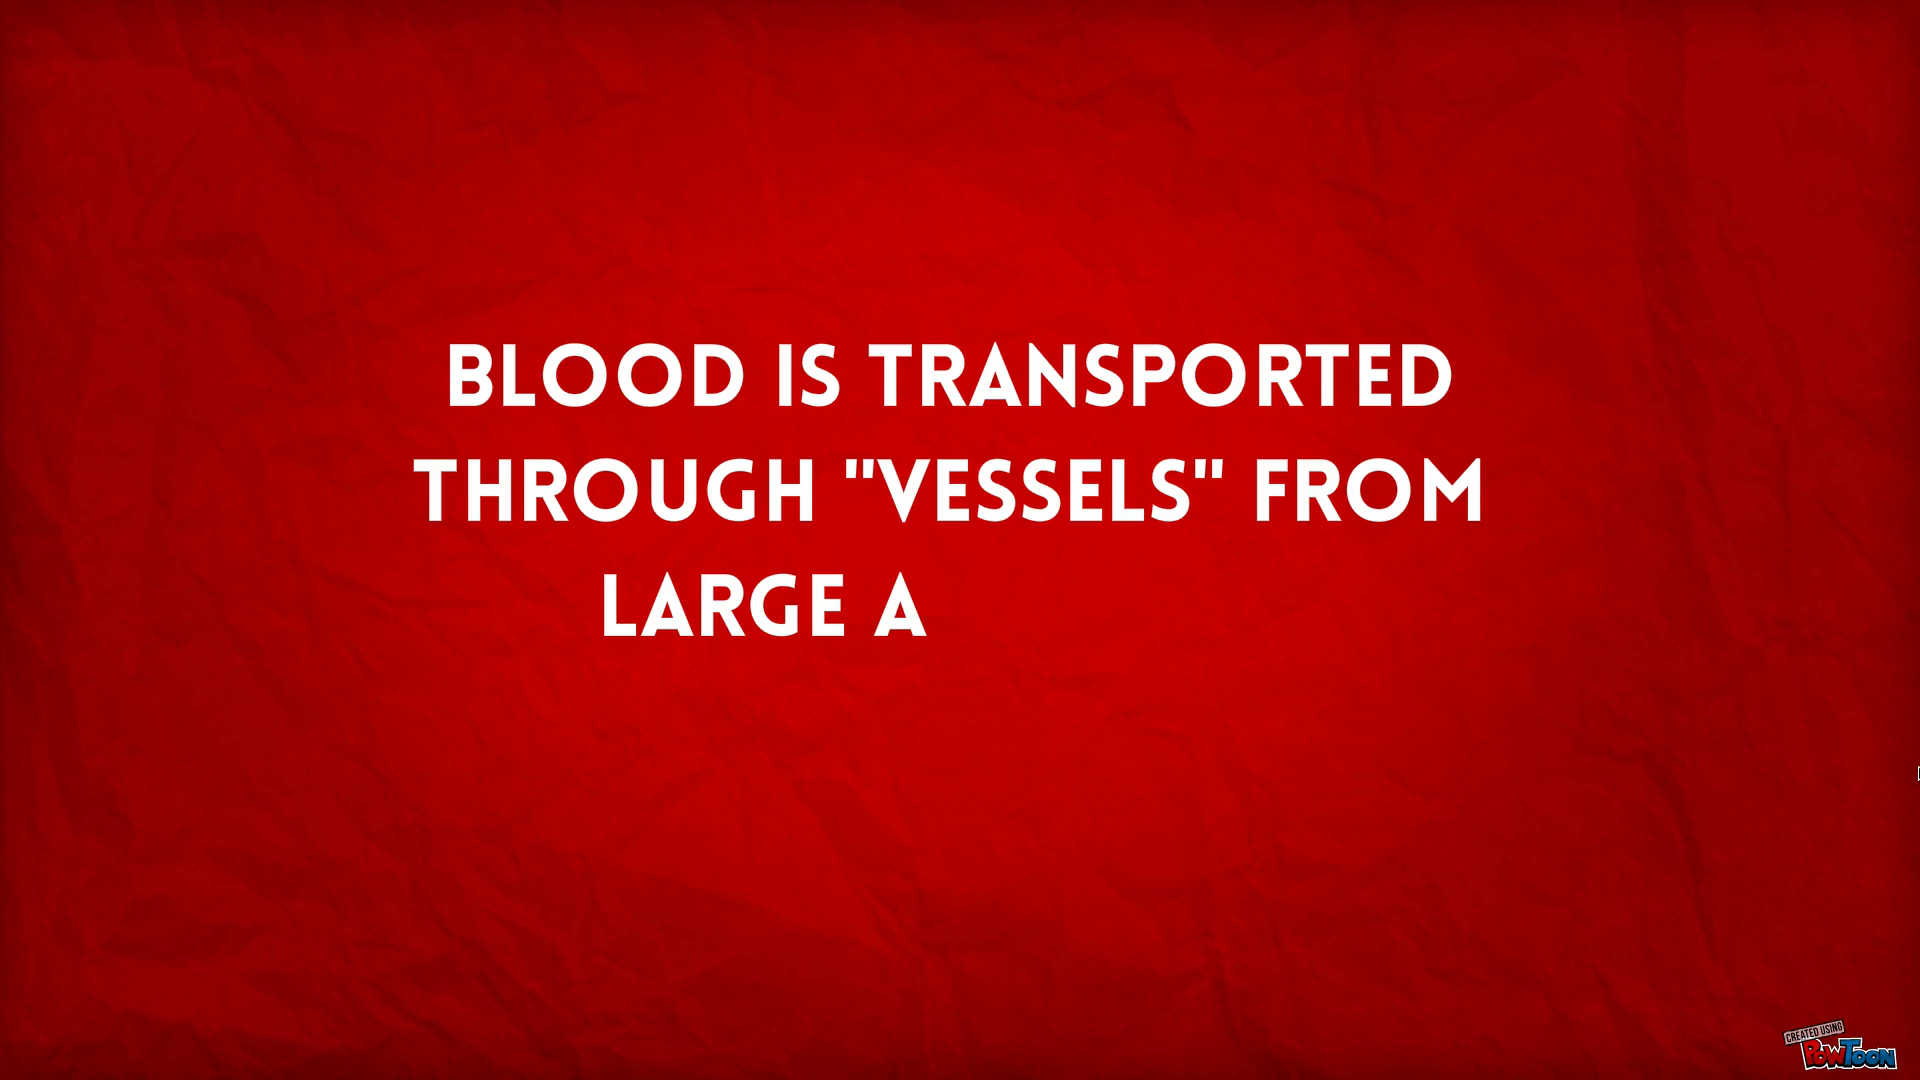 BLOOD IS TRANSPORTED
THROUGH "VESSELS" FROM
LARGE A
CREATED USING
POWTOON